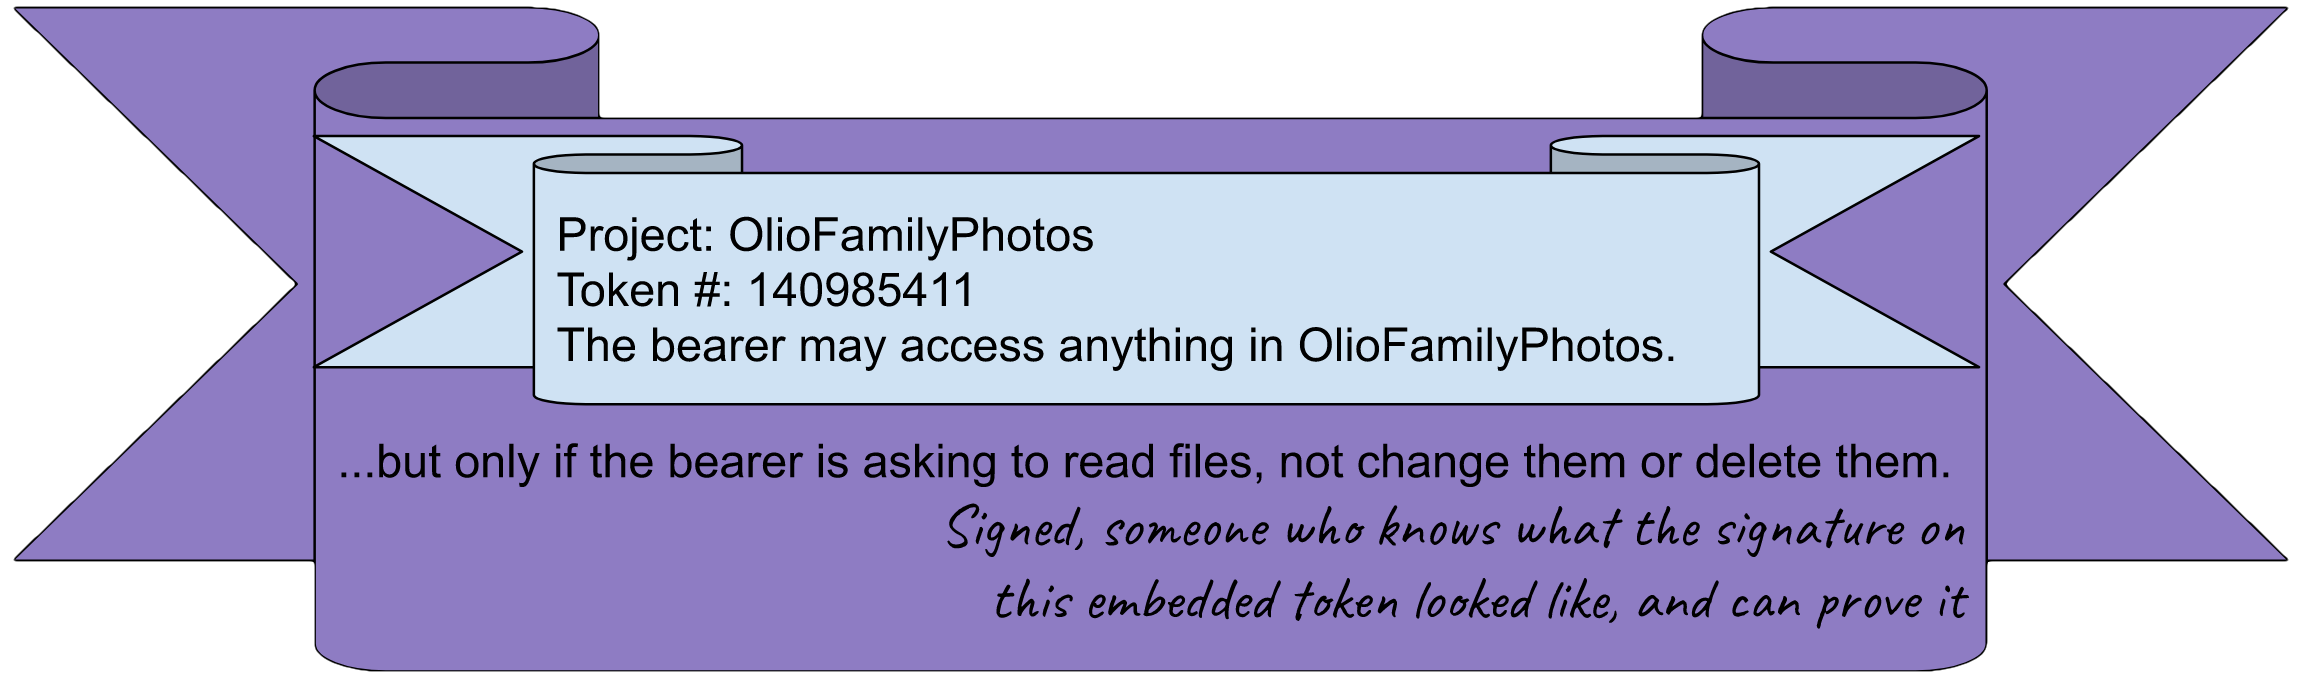 Project: OlioFamilyPhotos
Token #: 140985411
The bearer may access anything in OlioFamilyPhotos.
...but only if the bearer is asking to read files, not change them or delete them.
Signed, someone who knows what the signature on
this embedded token looked like, and can prove it